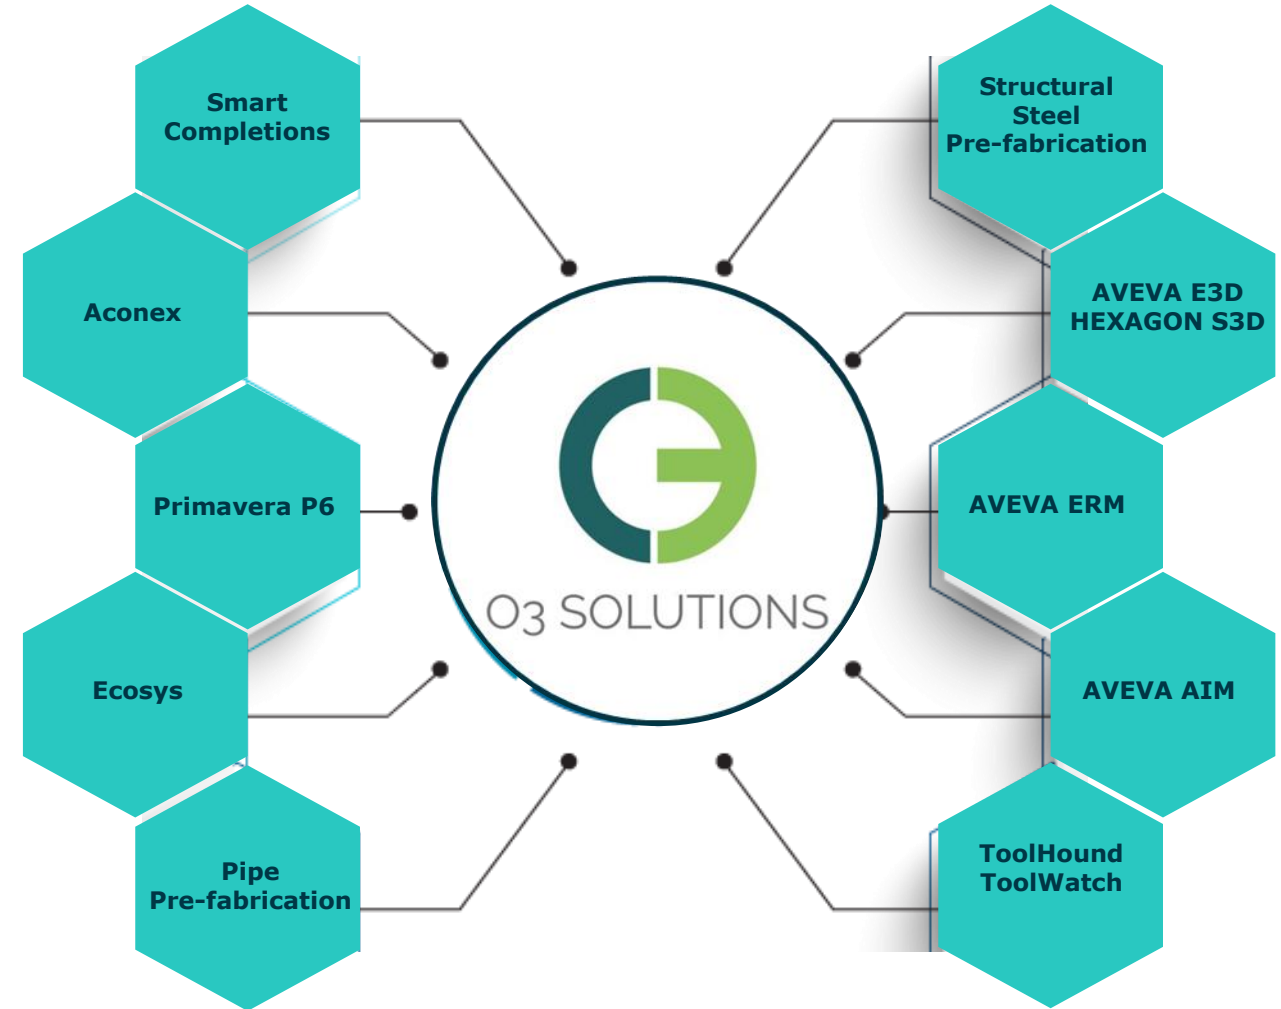 Smart
Completions
Aconex
Primavera P6
Ecosys
Pipe
Pre-fabrication
O3 SOLUTIONS
Structural
Steel
Pre-fabrication
AVEVA E3D
HEXAGON S3D
AVEVA ERM
AVEVA AIM
ToolHound
ToolWatch